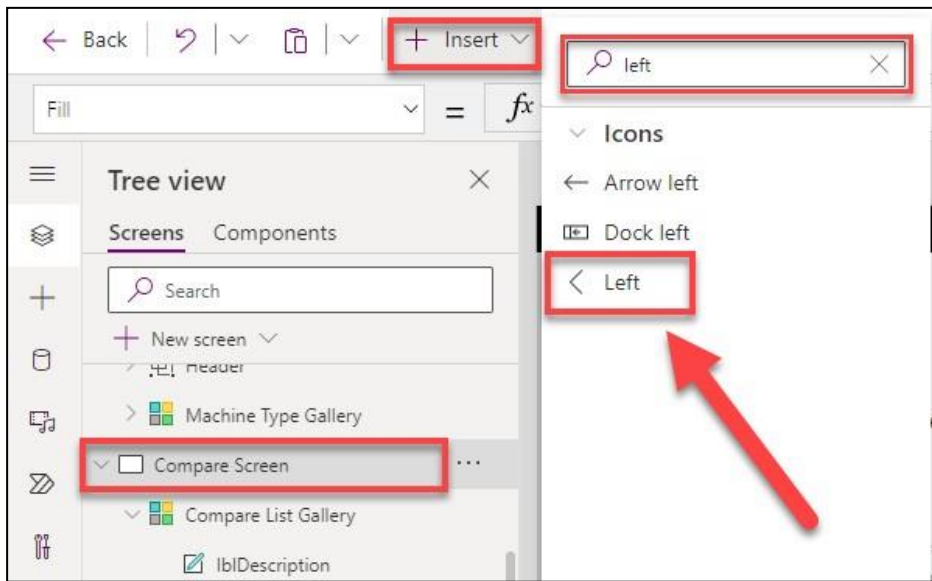 Back
Insert
left
Fill
=
fx
Icons
Tree view
Arrow left
Screens
Components
Dock left
Search
Left
New screen
Header
Machine Type Gallery
Compare Screen
...
Compare List Gallery
lblDescription